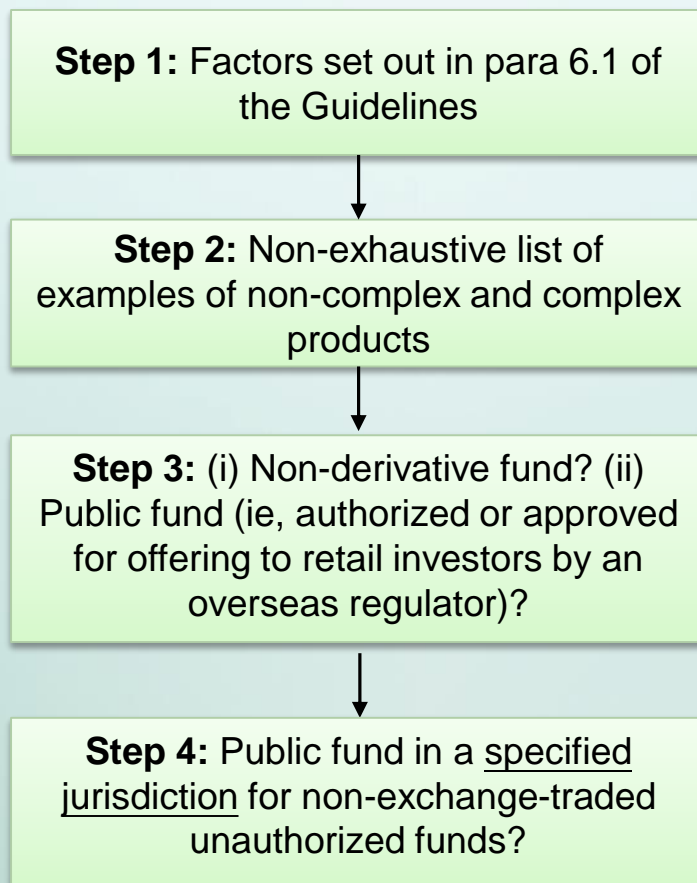 Step 1: Factors set out in para 6.1 of
the Guidelines
Step 2: Non-exhaustive list of
examples of non-complex and complex
products
Step 3: (i) Non-derivative fund? (ii)
Public fund (ie, authorized or approved
for offering to retail investors by an
overseas regulator)?
Step 4: Public fund in a specified
jurisdiction for non-exchange-traded
unauthorized funds?